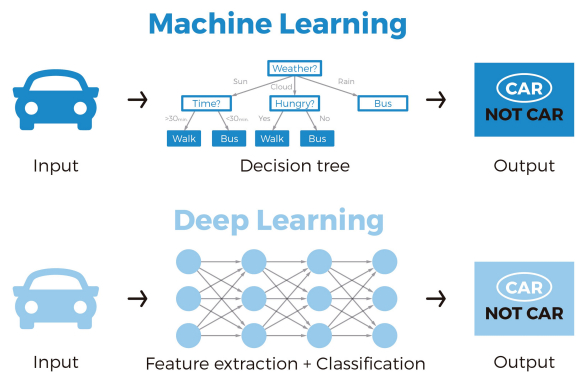 Machine Learning
Weather?
Sun
Cloud
Rain
Time?
Hungry?
Bus
>30min
<30min
Yes
No
Walk
Bus
Walk
Bus
CAR
NOT CAR
Input
Decision tree
Output
Deep Learning
CAR
NOT CAR
Input
Feature extraction + Classification
Output